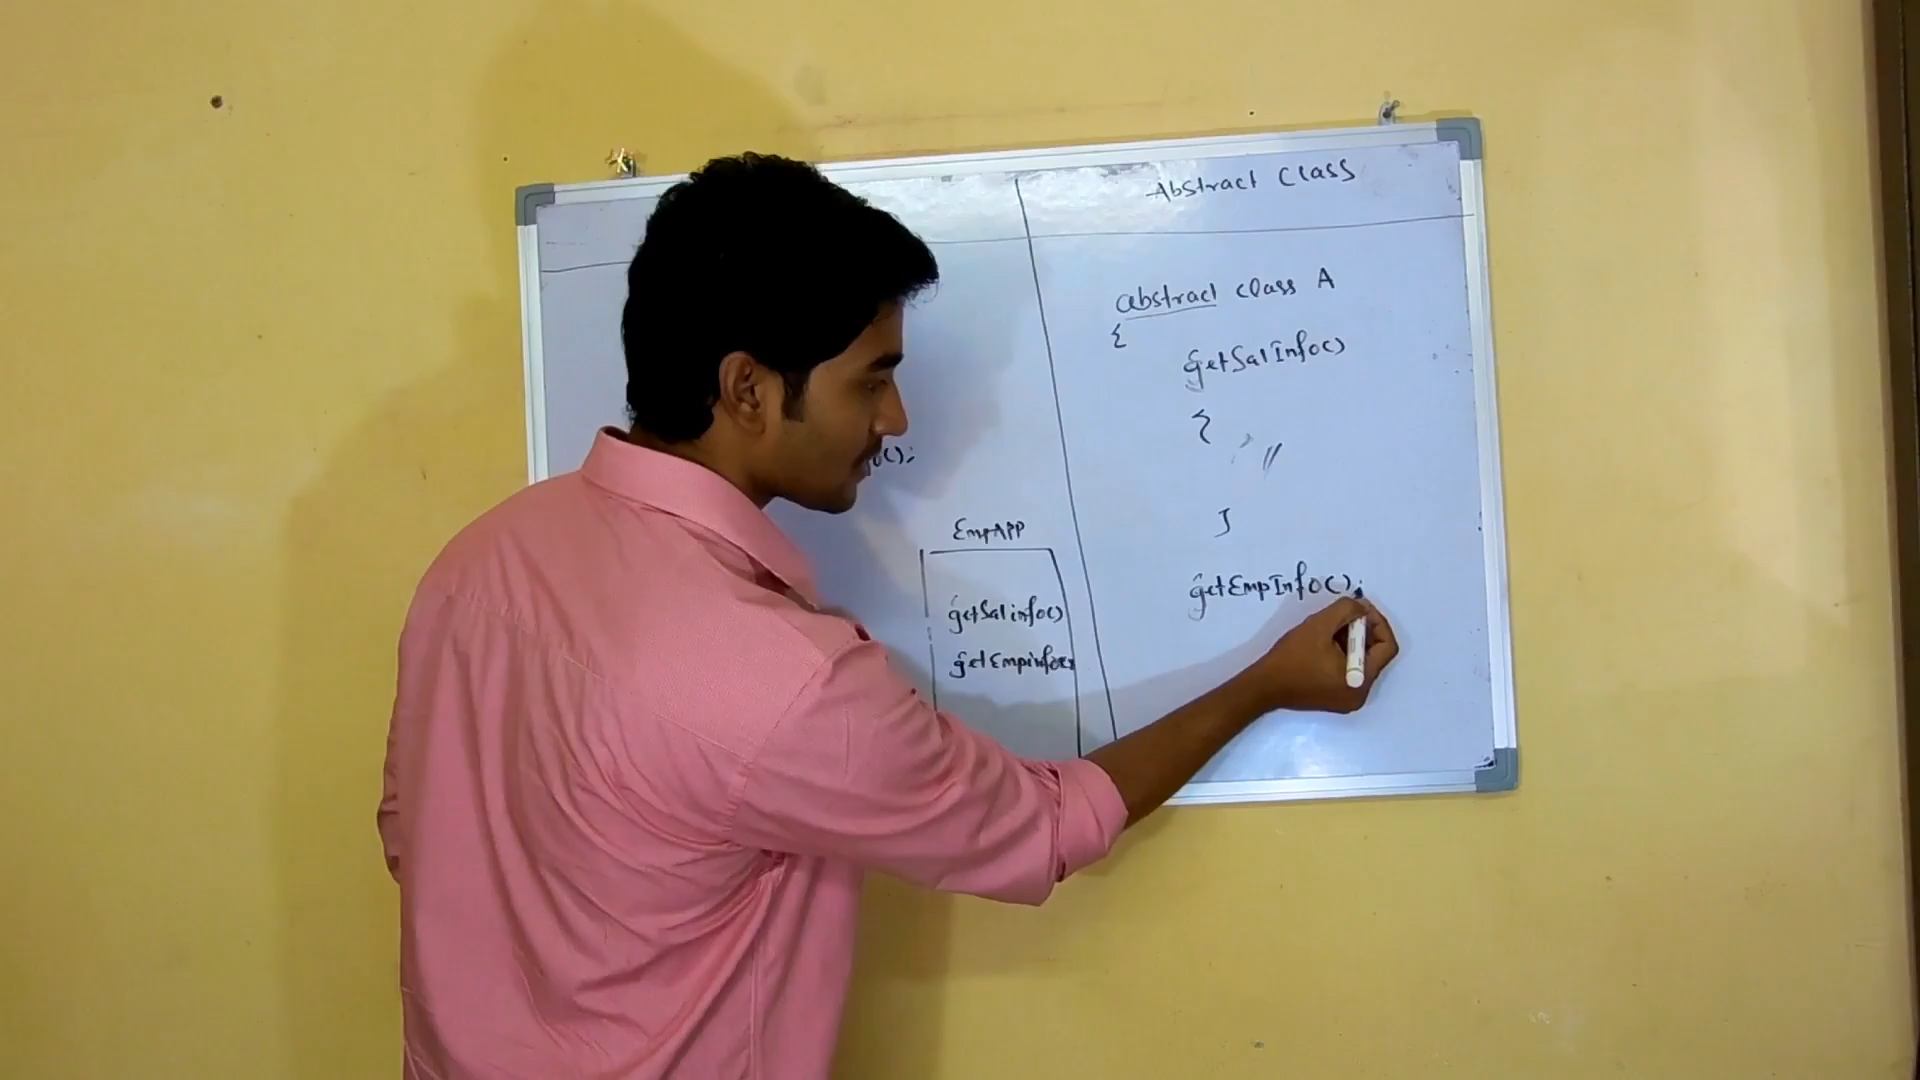 Abstract Class
abstract class A
{
getSalInfo()
{
//
}
getEmpInfo();
EmpAPP
getSalinfo()
getEmpinfo()